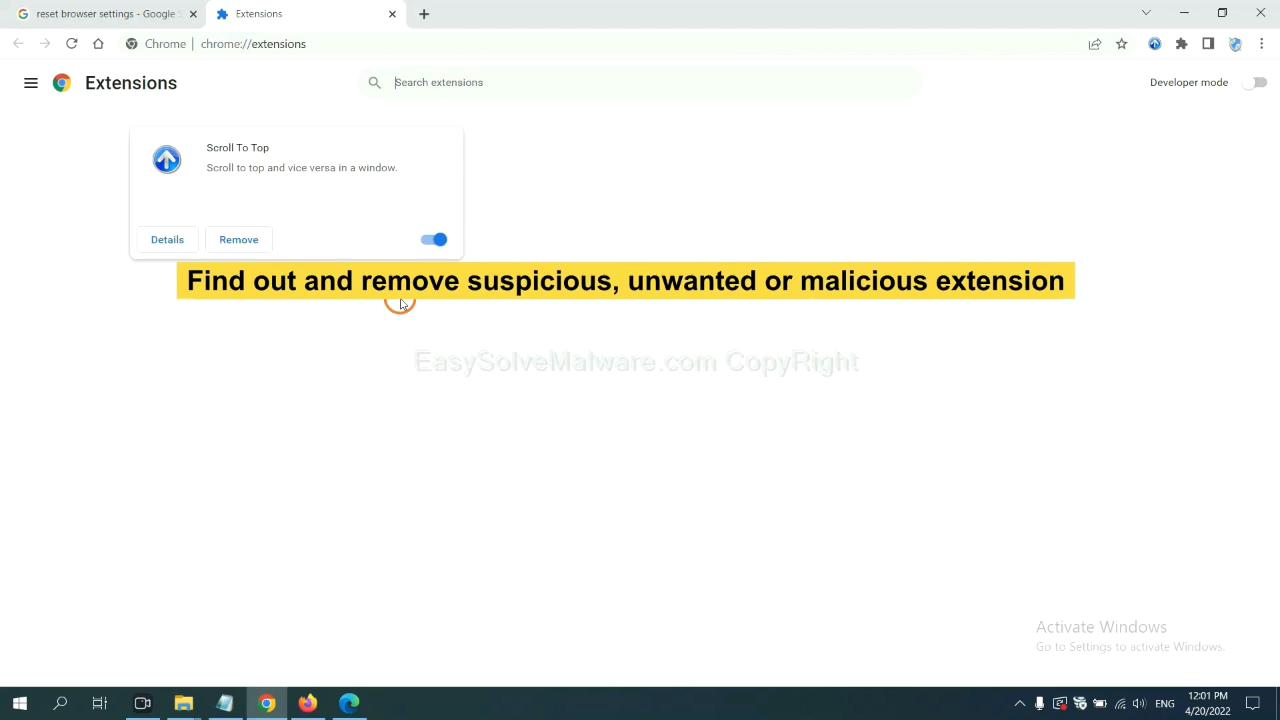 reset browser settings - Google S
Extensions
Chrome | chrome://extensions
Extensions
Search extensions
Developer mode
Scroll To Top
Scroll to top and vice versa in a window.
Details
Remove
Find out and remove suspicious, unwanted or malicious extension
EasySolveMalware.com CopyRight
Activate Windows
Go to Settings to activate Windows.
ENG
12:01 PM
4/20/2022